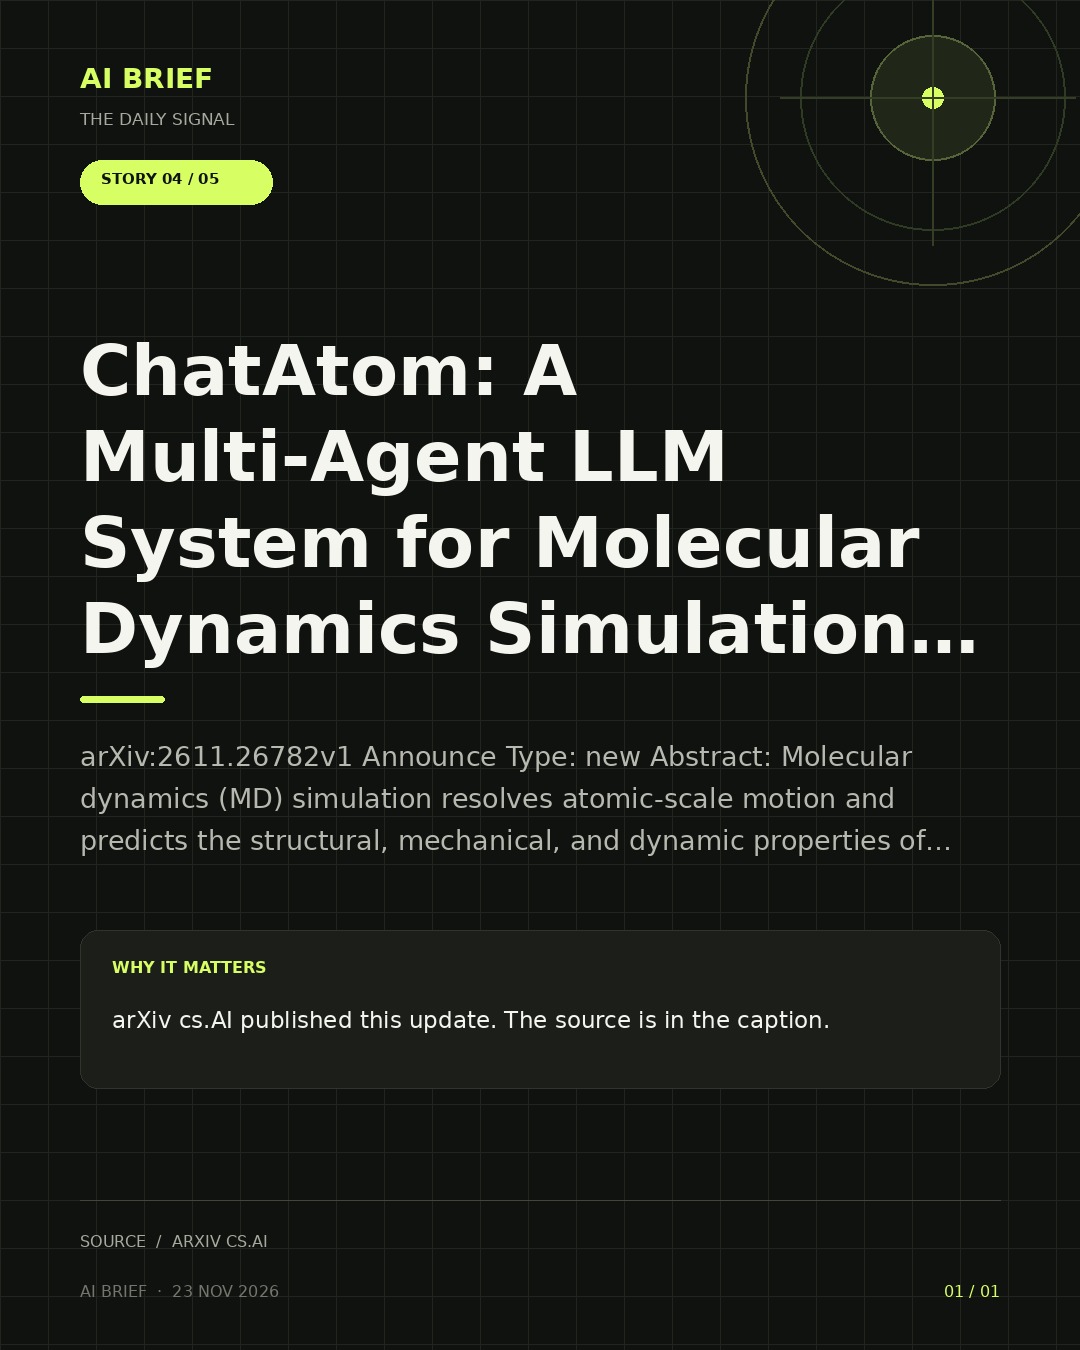 AI BRIEF
THE DAILY SIGNAL
STORY 04 / 05
ChatAtom: A
Multi-Agent LLM
System for Molecular
Dynamics Simulation…
arXiv:2611.26782v1 Announce Type: new Abstract: Molecular
dynamics (MD) simulation resolves atomic-scale motion and
predicts the structural, mechanical, and dynamic properties of…
WHY IT MATTERS
arXiv cs.AI published this update. The source is in the caption.
SOURCE / ARXIV CS.AI
AI BRIEF · 23 NOV 2026
01 / 01